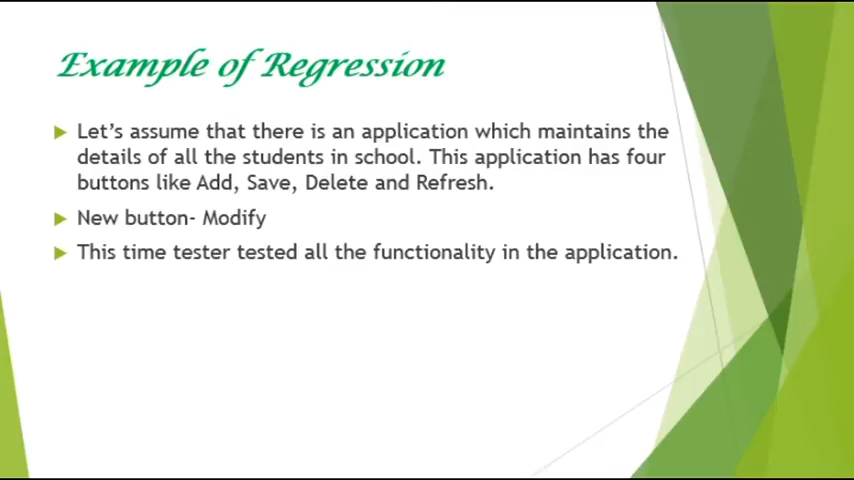 Example of Regression
Let's assume that there is an application which maintains the
details of all the students in school. This application has four
buttons like Add, Save, Delete and Refresh.
New button- Modify
This time tester tested all the functionality in the application.